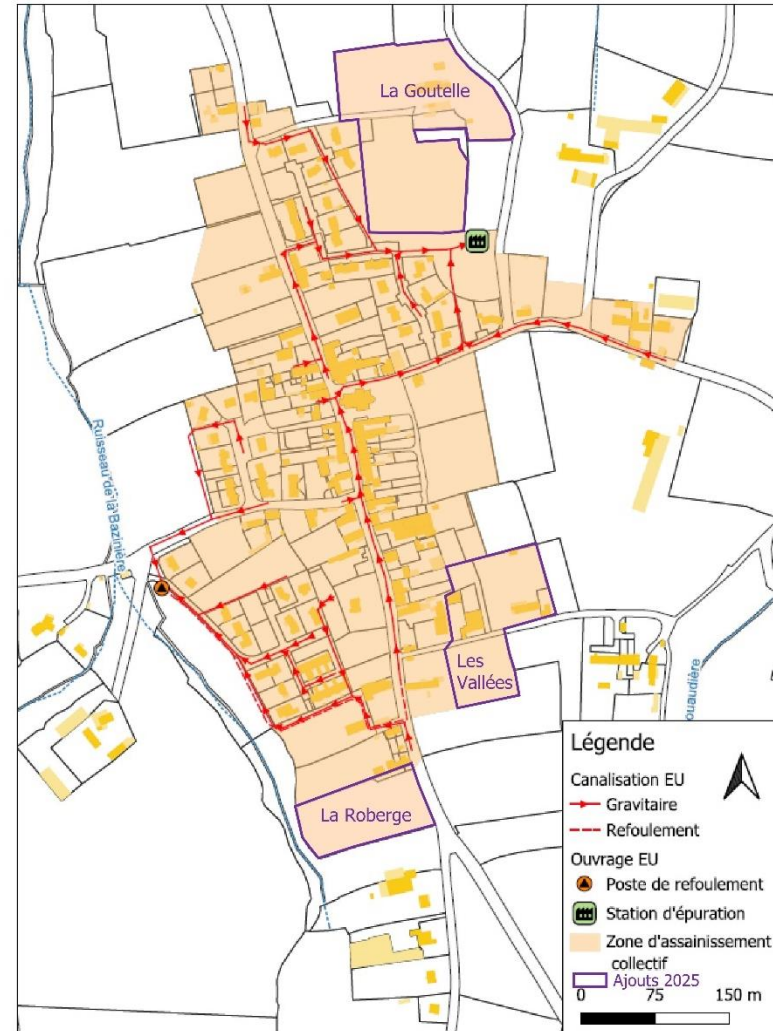 La Goutelle
Ruisseau de la Bazinière
Les
Vallées
ouaudière
La Roberge
Légende
Canalisation EU
Gravitaire
Refoulement
Ouvrage EU
Poste de refoulement
Station d'épuration
Zone d'assainissement
collectif
Ajouts 2025
0 75 150 m